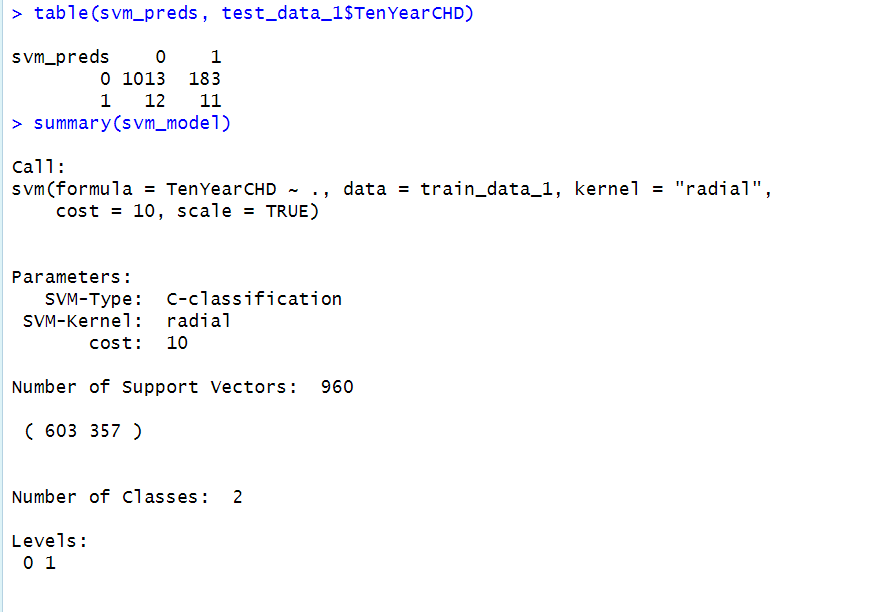 > table(svm_preds, test_data_1$TenYearCHD)
svm_preds    0    1
        0 1013  183
        1   12   11
> summary(svm_model)
Call:
svm(formula = TenYearCHD ~ ., data = train_data_1, kernel = "radial",
    cost = 10, scale = TRUE)
Parameters:
   SVM-Type:  C-classification
 SVM-Kernel:  radial
       cost:  10
Number of Support Vectors:  960
 ( 603 357 )
Number of Classes:  2
Levels:
 0 1